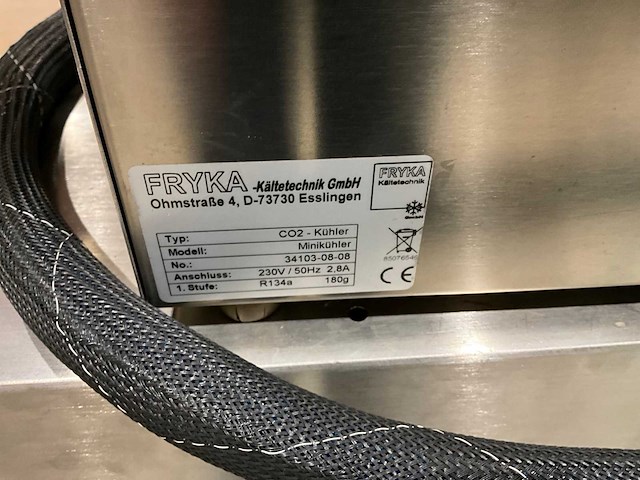 FRYKA -Kältetechnik GmbH
Ohmstraße 4, D-73730 Esslingen
FRYKA
Kältetechnik
Typ: CO2 - Kühler
Modell: Minikühler
No.: 34103-08-08
Anschluss: 230V / 50Hz 2.8A
1. Stufe: R134a 180g
CE